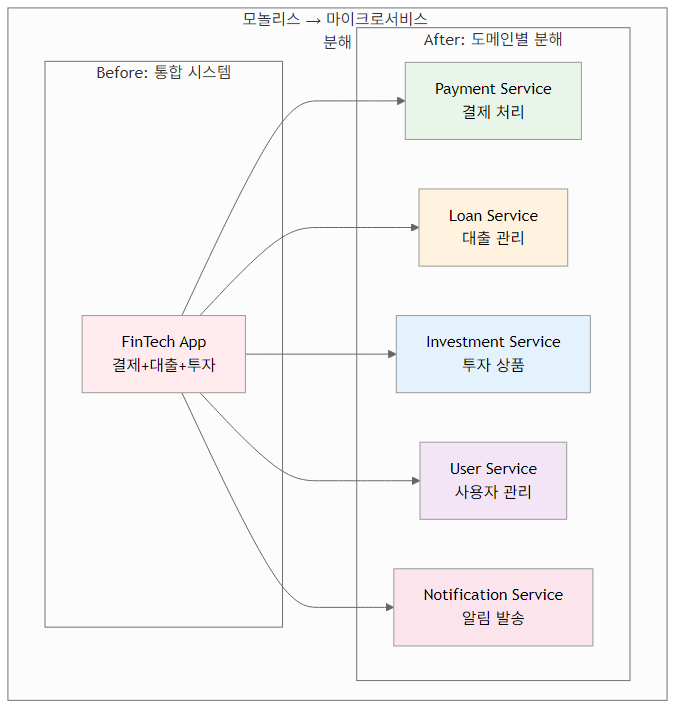 모놀리스 → 마이크로서비스
분해
Before: 통합 시스템
FinTech App
결제+대출+투자
After: 도메인별 분해
Payment Service
결제 처리
Loan Service
대출 관리
Investment Service
투자 상품
User Service
사용자 관리
Notification Service
알림 발송